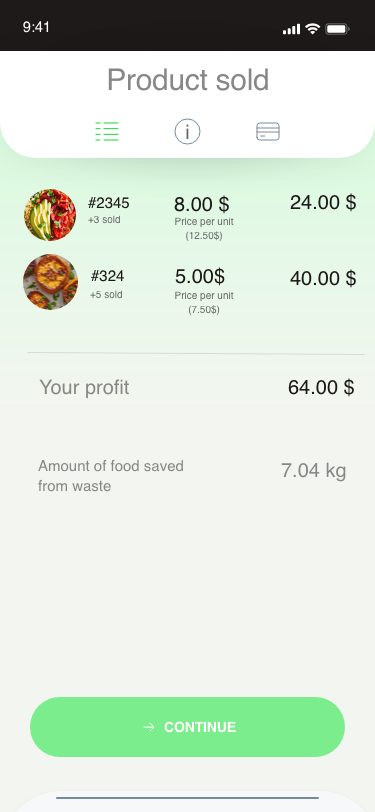 9:41
Product sold
#2345
+3 sold
8.00 $
Price per unit
(12.50$)
24.00 $
#324
+5 sold
5.00$
Price per unit
(7.50$)
40.00 $
Your profit
64.00 $
Amount of food saved
from waste
7.04 kg
CONTINUE